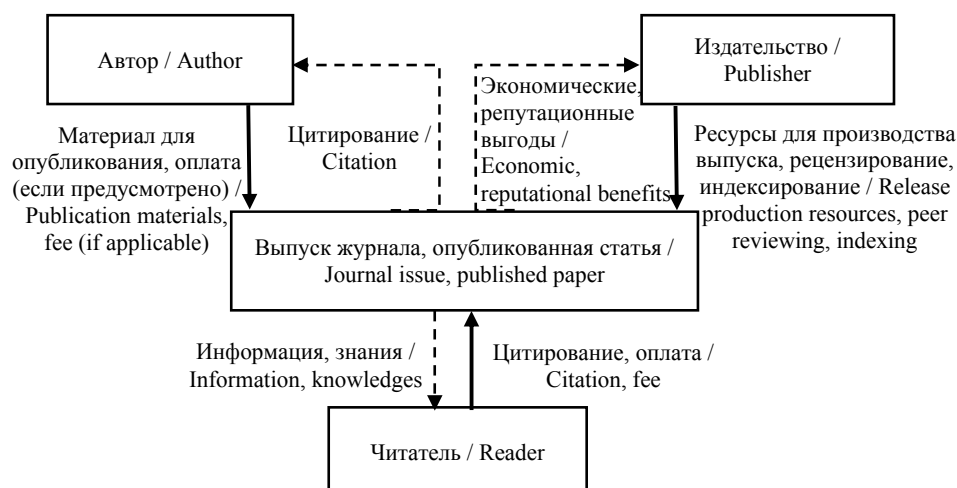 Автор / Author
Издательство /
Publisher
Материал для
опубликования, оплата
(если предусмотрено) /
Publication materials,
fee (if applicable)
Цитирование /
Citation
Экономические,
репутационные
выгоды /
Economic,
reputational benefits
Ресурсы для производства
выпуска, рецензирование,
индексирование / Release
production resources, peer
reviewing, indexing
Выпуск журнала, опубликованная статья /
Journal issue, published paper
Информация, знания /
Information, knowledges
Цитирование, оплата /
Citation, fee
Читатель / Reader